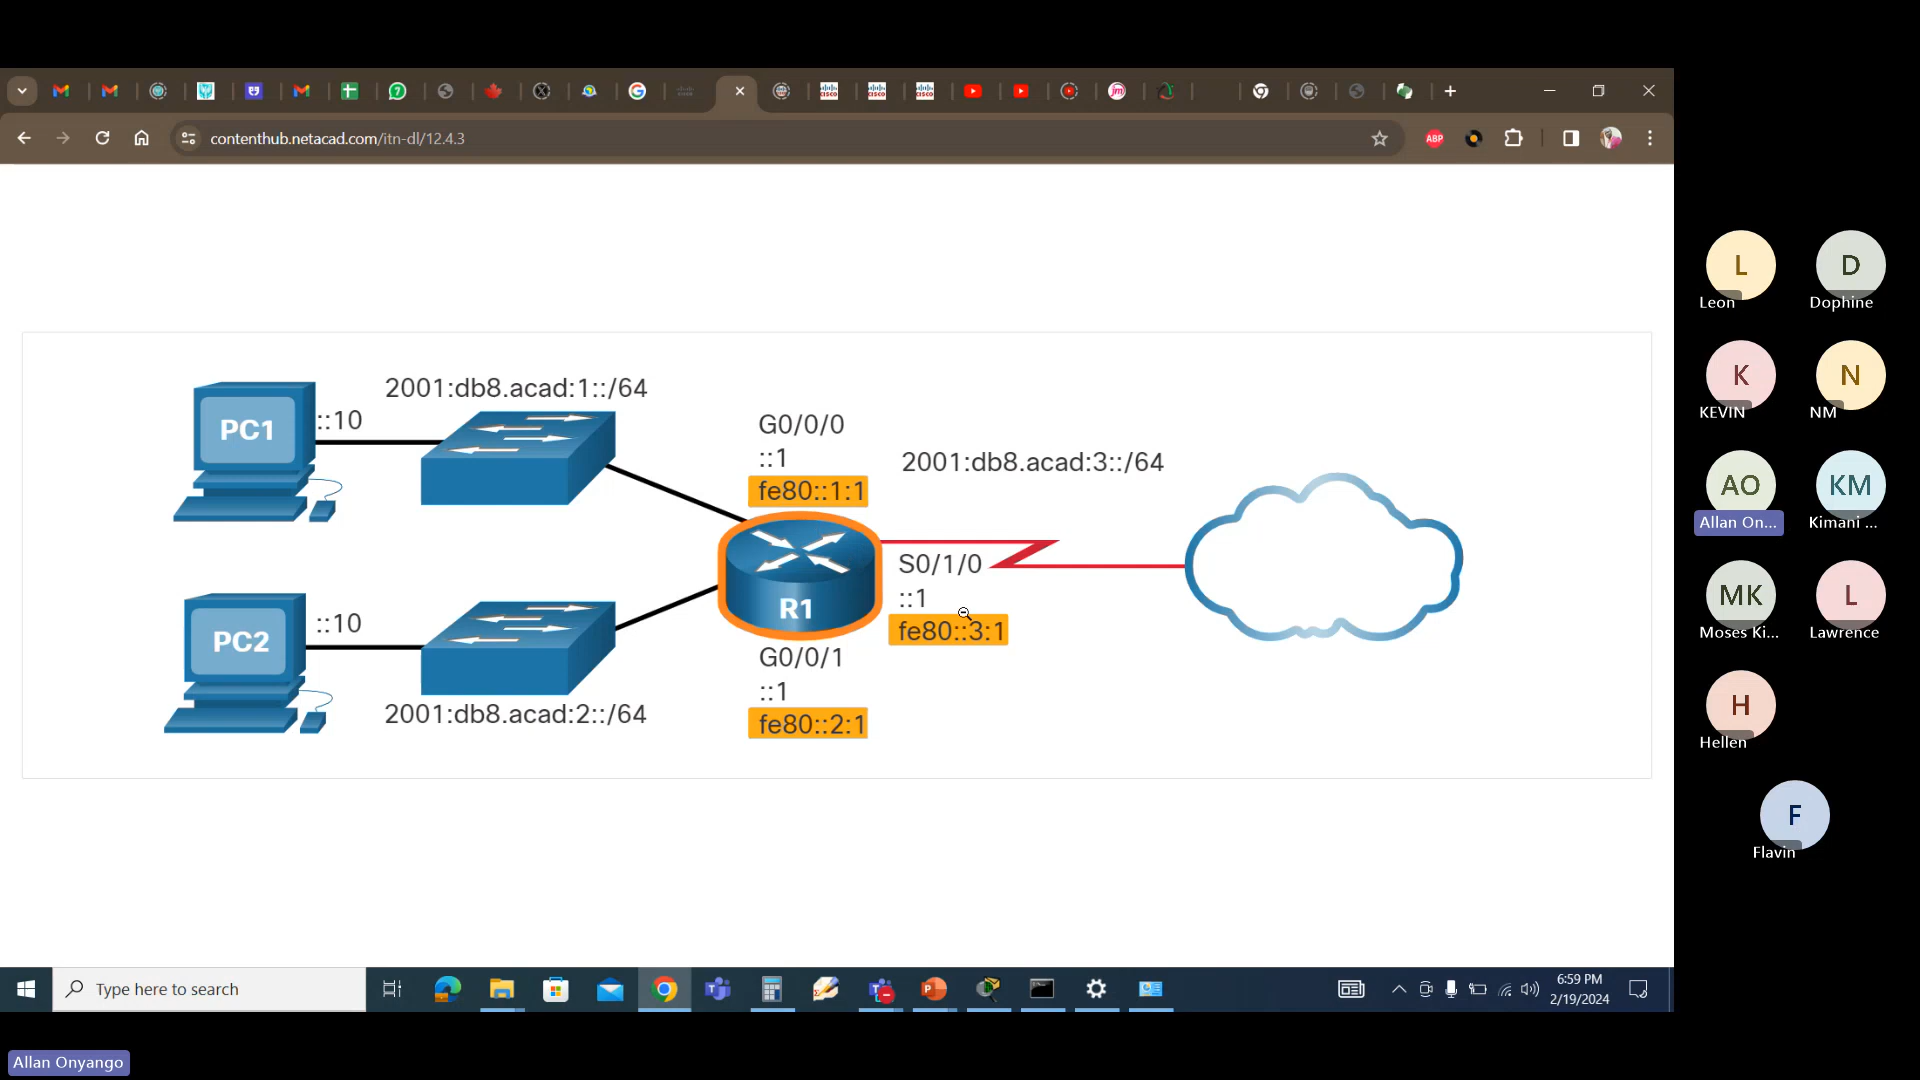 contenthub.netacad.com/itn-dl/12.4.3
ABP
PC1
::10
2001:db8.acad:1::/64
G0/0/0
::1
fe80::1:1
2001:db8.acad:3::/64
R1
S0/1/0
::1
fe80::3:1
PC2
::10
2001:db8.acad:2::/64
G0/0/1
::1
fe80::2:1
L
Leon
D
Dophine
K
KEVIN
N
NM
AO
Allan On...
KM
Kimani ...
MK
Moses Ki...
L
Lawrence
H
Hellen
F
Flavin
Type here to search
6:59 PM
2/19/2024
Allan Onyango